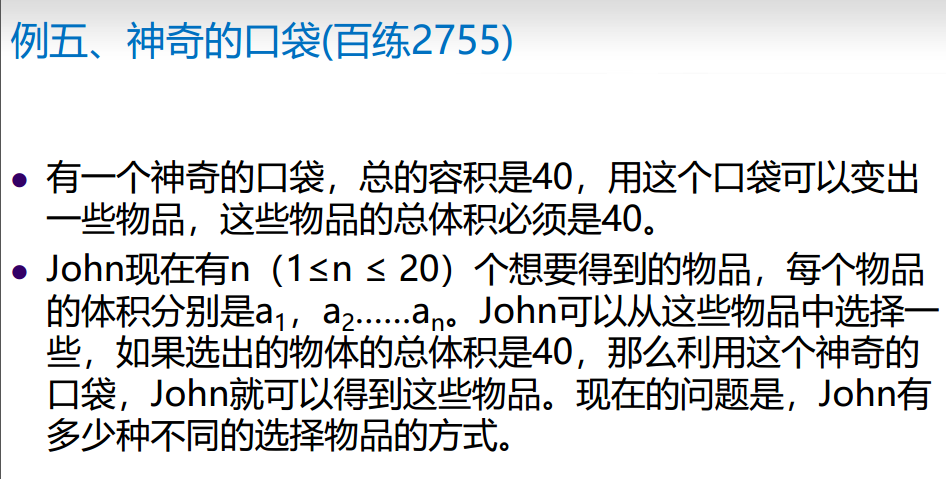 例五、神奇的口袋(百练2755)
● 有一个神奇的口袋，总的容积是40，用这个口袋可以变出
一些物品，这些物品的总体积必须是40。
● John现在有n（1≤n ≤ 20）个想要得到的物品，每个物品
的体积分别是a₁，a₂……aₙ。John可以从这些物品中选择一
些，如果选出的物体的总体积是40，那么利用这个神奇的
口袋，John就可以得到这些物品。现在的问题是，John有
多少种不同的选择物品的方式。